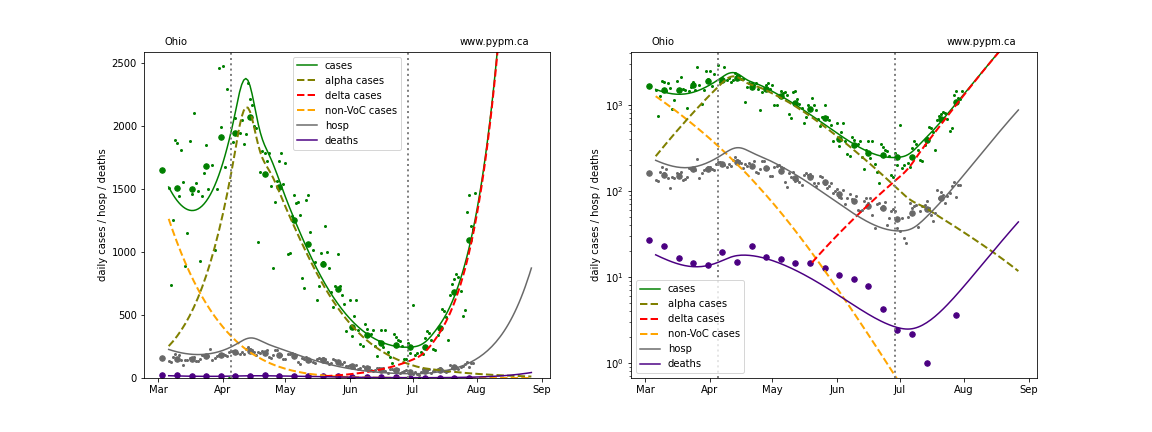 Ohio www.pypm.ca
2500
2000
1500
1000
500
0
daily cases / hosp / deaths
cases
alpha cases
delta cases
non-VoC cases
hosp
deaths
Mar Apr May Jun Jul Aug Sep
Ohio www.pypm.ca
10³
10²
10¹
10⁰
daily cases / hosp / deaths
cases
alpha cases
delta cases
non-VoC cases
hosp
deaths
Mar Apr May Jun Jul Aug Sep